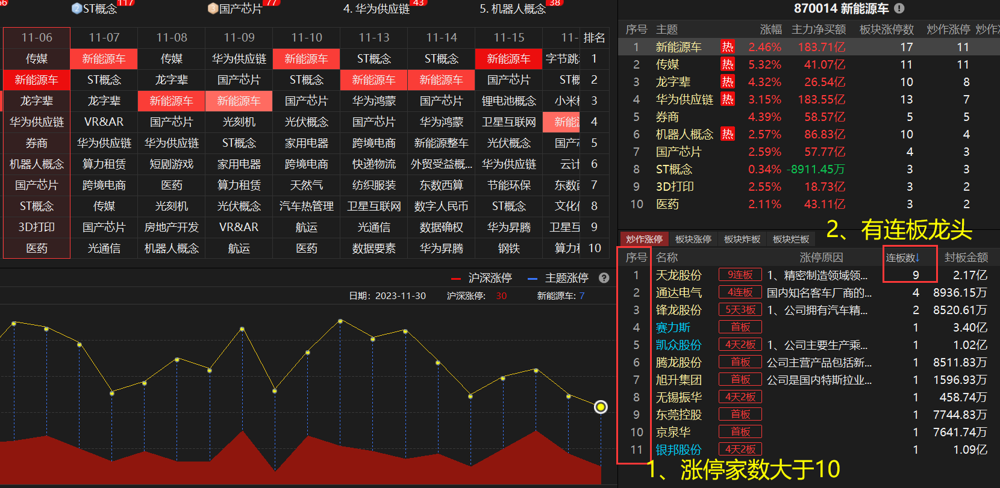 66 2 ST概念 117 3 国产芯片 77 4. 华为供应链 43 5. 机器人概念 38
11-06 11-07 11-08 11-09 11-10 11-13 11-14 11-15 11- 排名
传媒 新能源车 传媒 华为供应链 新能源车 ST概念 ST概念 新能源车 字节跳 1
新能源车 ST概念 龙字辈 国产芯片 ST概念 新能源车 新能源车 国产芯片 ST概 2
龙字辈 龙字辈 新能源车 新能源车 国产芯片 华为鸿蒙 国产芯片 锂电池概念 小米 3
华为供应链 VR&AR 国产芯片 光刻机 光伏概念 国产芯片 华为鸿蒙 卫星互联网 新能 4
券商 华为供应链 华为供应链 ST概念 家用电器 跨境电商 新能源整车 光伏概念 国产 5
机器人概念 算力租赁 短剧游戏 家用电器 跨境电商 快递物流 外贸受益概... 华为供应链 云计 6
国产芯片 跨境电商 医药 算力租赁 天然气 纺织服装 东数西算 节能环保 东数 7
ST概念 传媒 光刻机 光伏概念 汽车热管理 卫星互联网 数字人民币 ST概念 文化 8
3D打印 国产芯片 房地产开发 VR&AR 航运 光通信 数据确权 华为昇腾 卫星互 9
医药 光通信 机器人概念 航运 医药 数据要素 华为昇腾 钢铁 算力 10
沪深涨停 主题涨停 ?
日期: 2023-11-30 沪深涨停: 30 新能源车: 7
870014 新能源车 !
序号 主题 涨幅 主力净买额 板块涨停数 炒作涨停 炒作
1 新能源车 热 2.46% 183.71亿 17 11
2 传媒 热 5.32% 41.07亿 11 11
3 龙字辈 热 4.32% 26.54亿 10 8
4 华为供应链 热 3.15% 183.55亿 13 7
5 券商 4.39% 58.57亿 5 5
6 机器人概念 热 2.57% 86.83亿 10 4
7 国产芯片 2.59% 57.77亿 4 3
8 ST概念 0.34% -8911.45万 3 3
9 3D打印 2.55% 18.73亿 3 2
10 医药 2.11% 43.11亿 3 2
2、有连板龙头
炒作涨停 板块涨停 板块炸板 板块烂板
序号 名称 涨停原因 连板数↓ 封板金额
1 天龙股份 9连板 1、精密制造领域领... 9 2.17亿
2 通达电气 4连板 国内知名客车厂商的... 4 8936.15万
3 锋龙股份 5天3板 1、公司拥有汽车精... 2 8520.61万
4 赛力斯 首板 1 3.40亿
5 凯众股份 4天2板 1、公司主要生产乘... 1 1.02亿
6 腾龙股份 首板 公司主营产品包括新... 1 8511.83万
7 旭升集团 首板 公司是国内特斯拉业... 1 1596.93万
8 无锡振华 4天2板 1 458.74万
9 东莞控股 首板 1 7744.83万
10 京泉华 首板 1 7641.74万
11 银邦股份 4天2板 1 1.09亿
1、涨停家数大于10